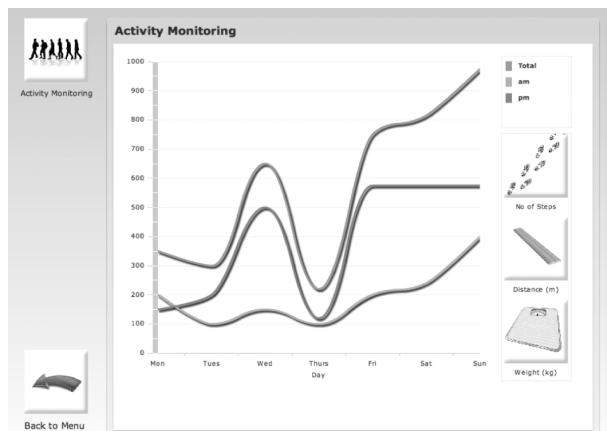 Activity Monitoring
Activity Monitoring
1000
900
800
700
600
500
400
300
200
100
0
Mon
Tues
Wed
Thurs
Fri
Sat
Sun
Day
Total
am
pm
No of Steps
Distance (m)
Weight (kg)
Back to Menu